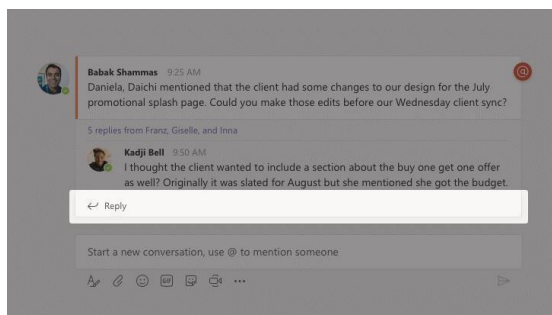 Babak Shammas 9:25 AM
Daniela, Daichi mentioned that the client had some changes to our design for the July
promotional splash page. Could you make those edits before our Wednesday client sync?
5 replies from Franz, Giselle, and Inna
Kadji Bell 9:50 AM
I thought the client wanted to include a section about the buy one get one offer
as well? Originally it was slated for August but she mentioned she got the budget.
Reply
Start a new conversation, use @ to mention someone
GIF